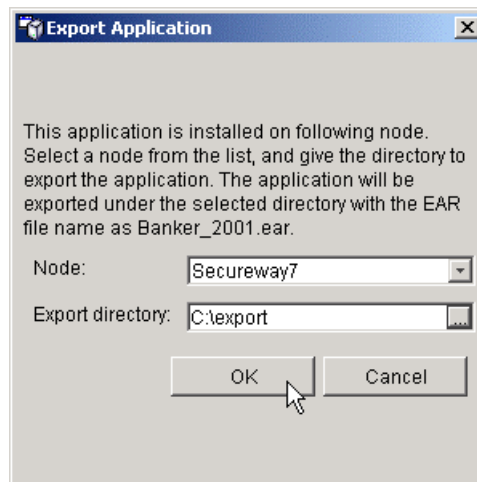 Export Application
This application is installed on following node.
Select a node from the list, and give the directory to
export the application. The application will be
exported under the selected directory with the EAR
file name as Banker_2001.ear.
Node: Secureway7
Export directory: C:\export ...
OK Cancel